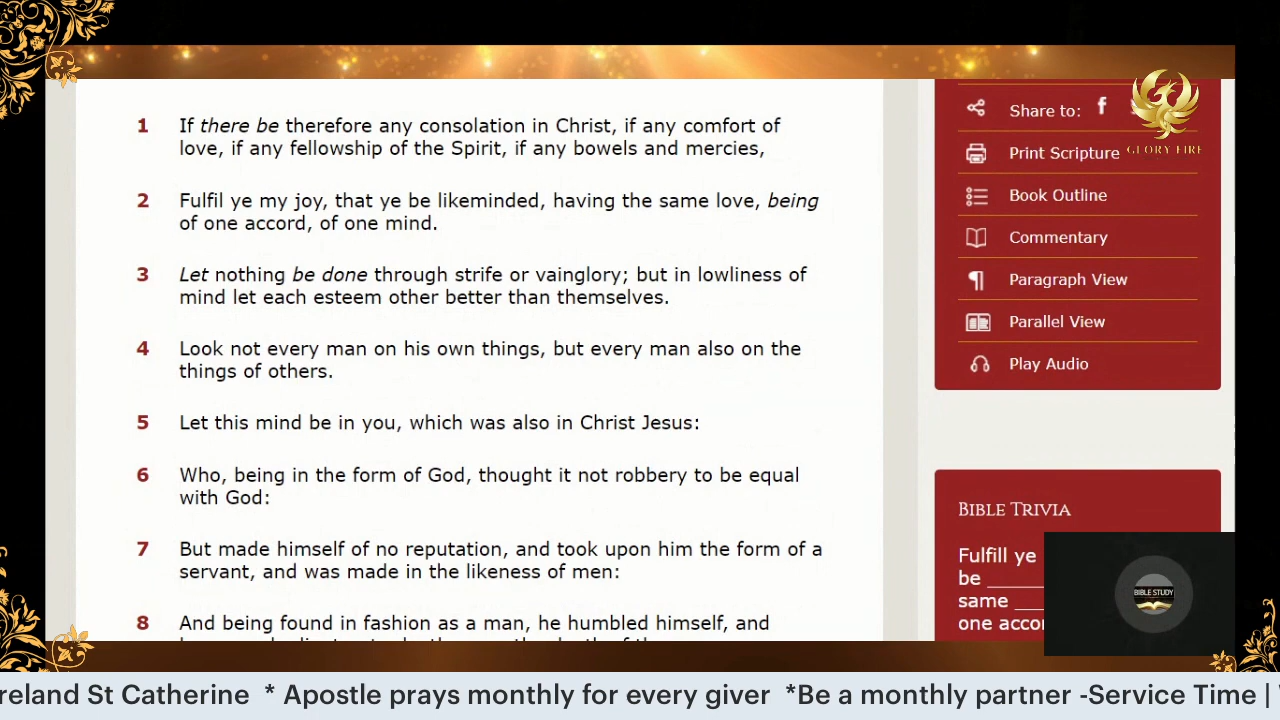 1 If there be therefore any consolation in Christ, if any comfort of
love, if any fellowship of the Spirit, if any bowels and mercies,
2 Fulfil ye my joy, that ye be likeminded, having the same love, being
of one accord, of one mind.
3 Let nothing be done through strife or vainglory; but in lowliness of
mind let each esteem other better than themselves.
4 Look not every man on his own things, but every man also on the
things of others.
5 Let this mind be in you, which was also in Christ Jesus:
6 Who, being in the form of God, thought it not robbery to be equal
with God:
7 But made himself of no reputation, and took upon him the form of a
servant, and was made in the likeness of men:
8 And being found in fashion as a man, he humbled himself, and
Share to: f
GLORY FIRE
Print Scripture
Book Outline
Commentary
Paragraph View
Parallel View
Play Audio
BIBLE TRIVIA
Fulfill ye
be ______
same ___
one accor
BIBLE STUDY
reland St Catherine * Apostle prays monthly for every giver *Be a monthly partner -Service Time |